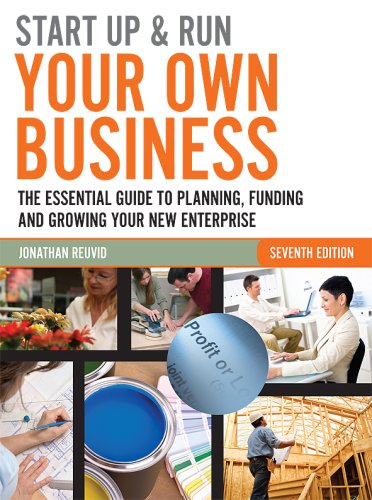 START UP & RUN
YOUR OWN
BUSINESS
THE ESSENTIAL GUIDE TO PLANNING, FUNDING
AND GROWING YOUR NEW ENTERPRISE
JONATHAN REUVID
SEVENTH EDITION
Profit or Lo